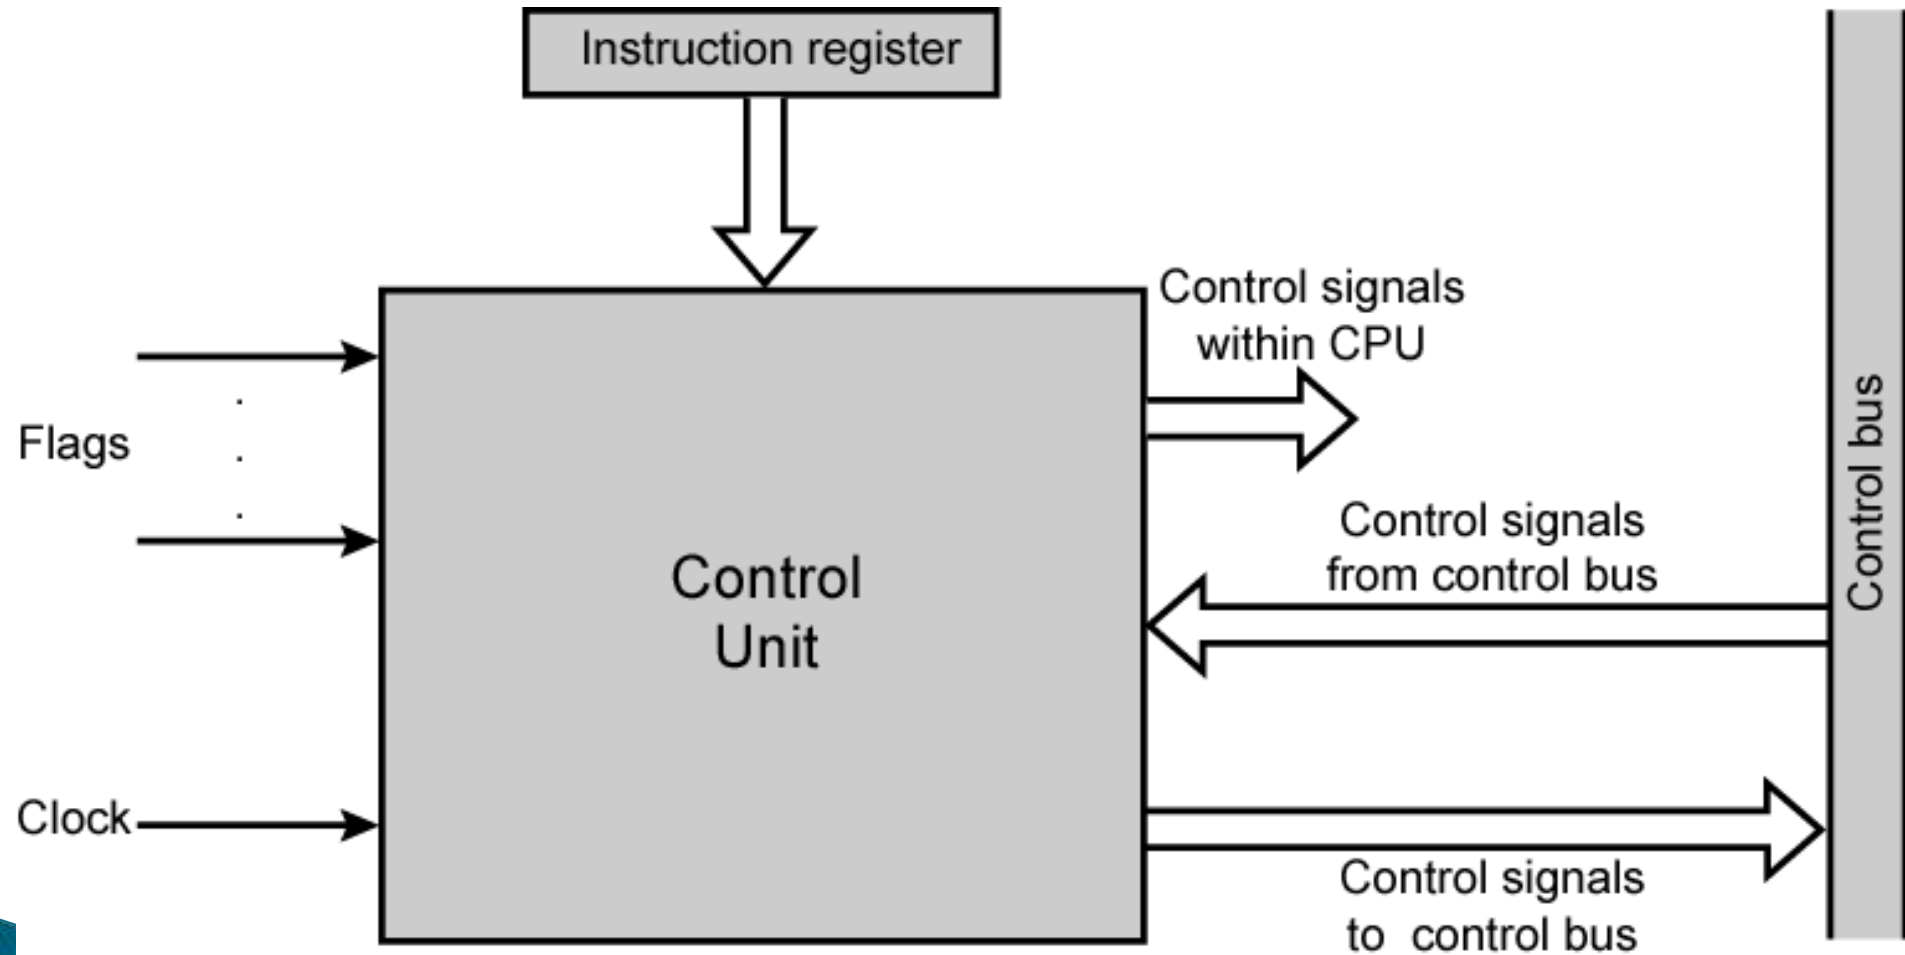 Instruction register
Control signals
within CPU
Flags
Control signals
from control bus
Control bus
Control
Unit
Clock
Control signals
to control bus